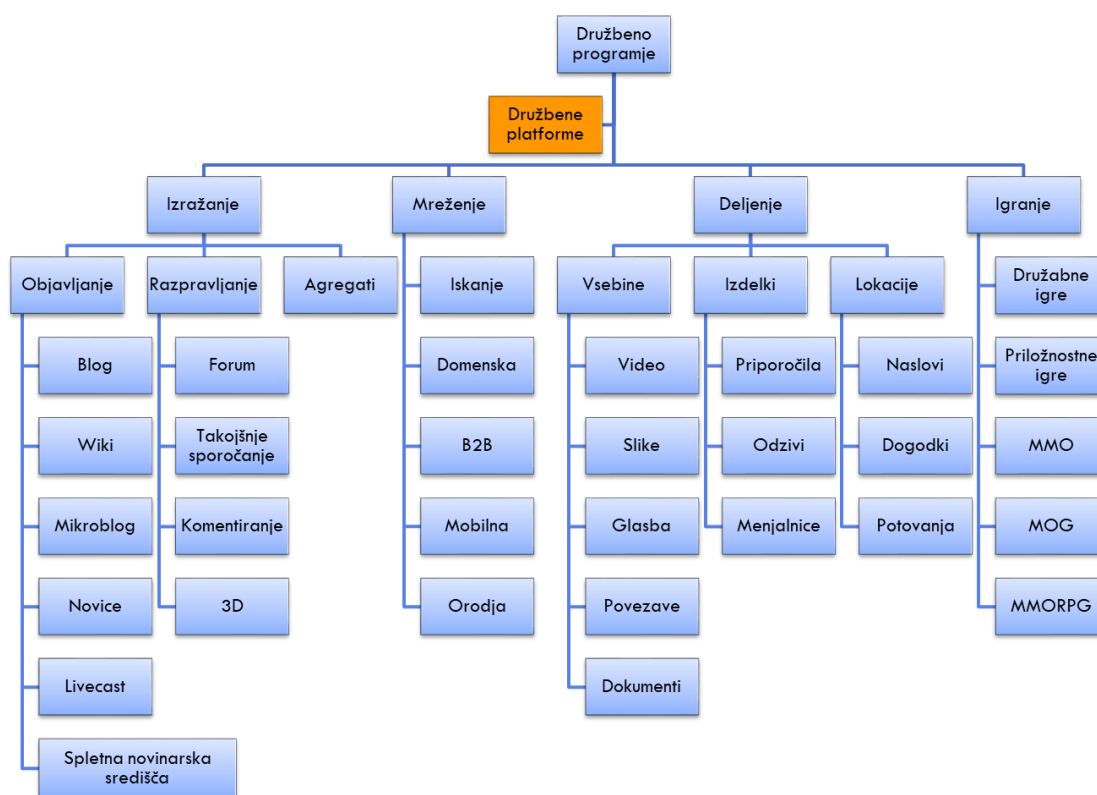 Družbeno
programje
Družbene
platforme
Izražanje
Mreženje
Deljenje
Igranje
Objavljanje
Razpravljanje
Agregati
Iskanje
Vsebine
Izdelki
Lokacije
Družabne
igre
Blog
Forum
Domenska
Video
Priporočila
Naslovi
Priložnostne
igre
Wiki
Takojšnje
sporočanje
B2B
Slike
Odzivi
Dogodki
MMO
Mikroblog
Komentiranje
Mobilna
Glasba
Menjalnice
Potovanja
MOG
Novice
3D
Orodja
Povezave
MMORPG
Livecast
Dokumenti
Spletna novinarska
središča